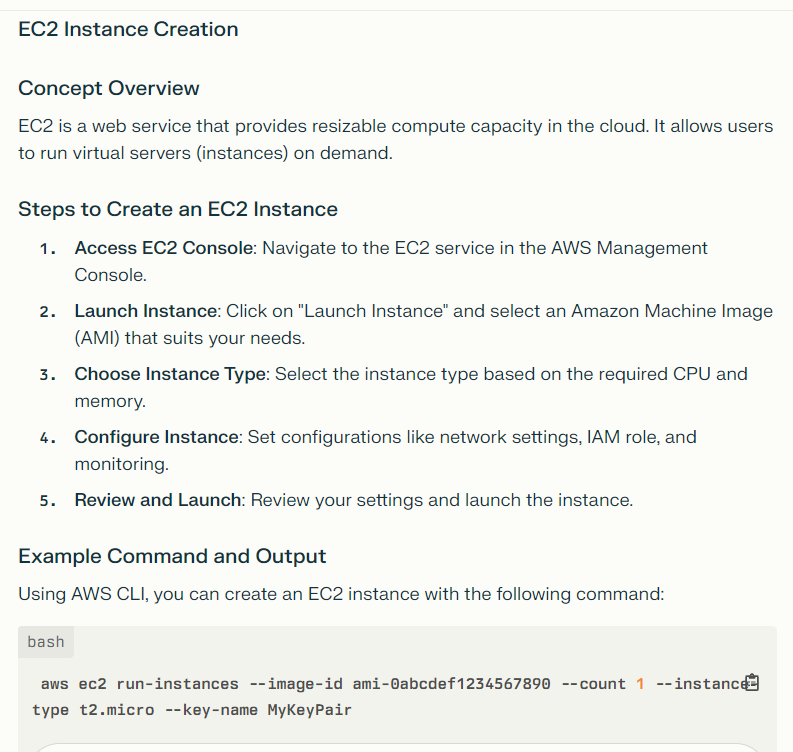 EC2 Instance Creation
Concept Overview
EC2 is a web service that provides resizable compute capacity in the cloud. It allows users
to run virtual servers (instances) on demand.
Steps to Create an EC2 Instance
1. Access EC2 Console: Navigate to the EC2 service in the AWS Management
Console.
2. Launch Instance: Click on "Launch Instance" and select an Amazon Machine Image
(AMI) that suits your needs.
3. Choose Instance Type: Select the instance type based on the required CPU and
memory.
4. Configure Instance: Set configurations like network settings, IAM role, and
monitoring.
5. Review and Launch: Review your settings and launch the instance.
Example Command and Output
Using AWS CLI, you can create an EC2 instance with the following command:
bash
aws ec2 run-instances --image-id ami-0abcdef1234567890 --count 1 --instance-
type t2.micro --key-name MyKeyPair